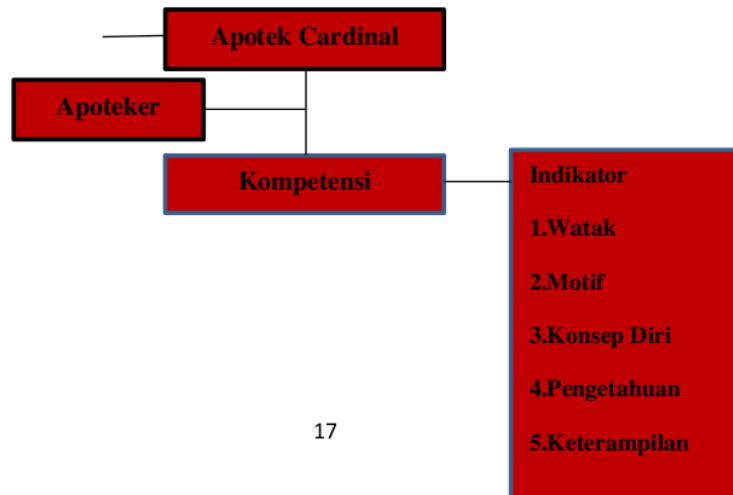 Apotek Cardinal
Apoteker
Kompetensi
Indikator
1.Watak
2.Motif
3.Konsep Diri
4.Pengetahuan
5.Keterampilan
17